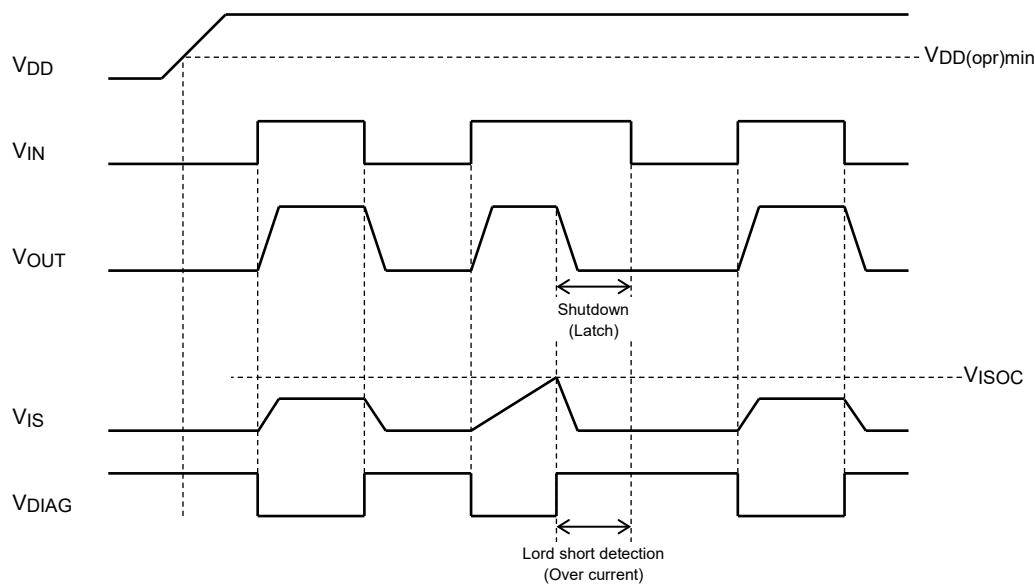 VDD
VDD(opr)min
VIN
VOUT
Shutdown
(Latch)
VISOC
VIS
VDIAG
Lord short detection
(Over current)